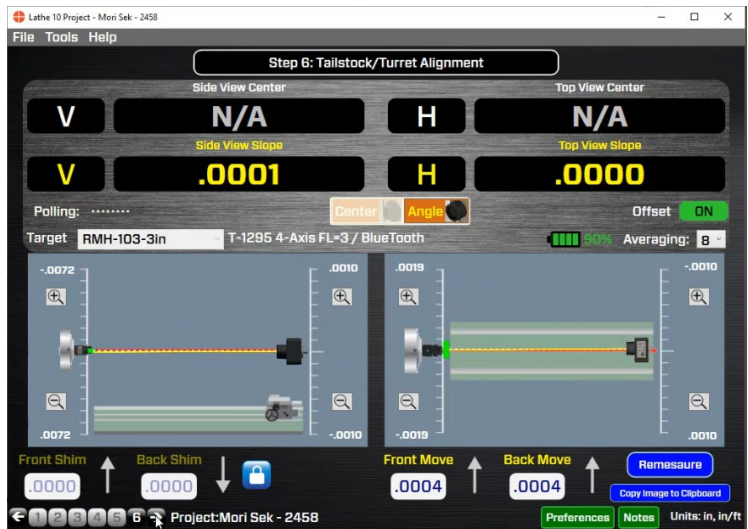 Lathe 10 Project - Mori Sek - 2458
File Tools Help
Step 6: Tailstock/Turret Alignment
Side View Center Top View Center
V N/A H N/A
Side View Slope Top View Slope
V .0001 H .0000
Polling: ········ Center Angle Offset ON
Target RMH-103-3in T-1295 4-Axis FL=3 / BlueTooth 90% Averaging: 8
-.0072 .0010 .0019 -.0010
.0072 -.0010 -.0019 .0010
Front Shim Back Shim Front Move Back Move Remesaure
.0000 .0000 .0004 .0004 Copy Image to Clipboard
1 2 3 4 5 6 Project:Mori Sek - 2458 Preferences Notes Units: in, in/ft